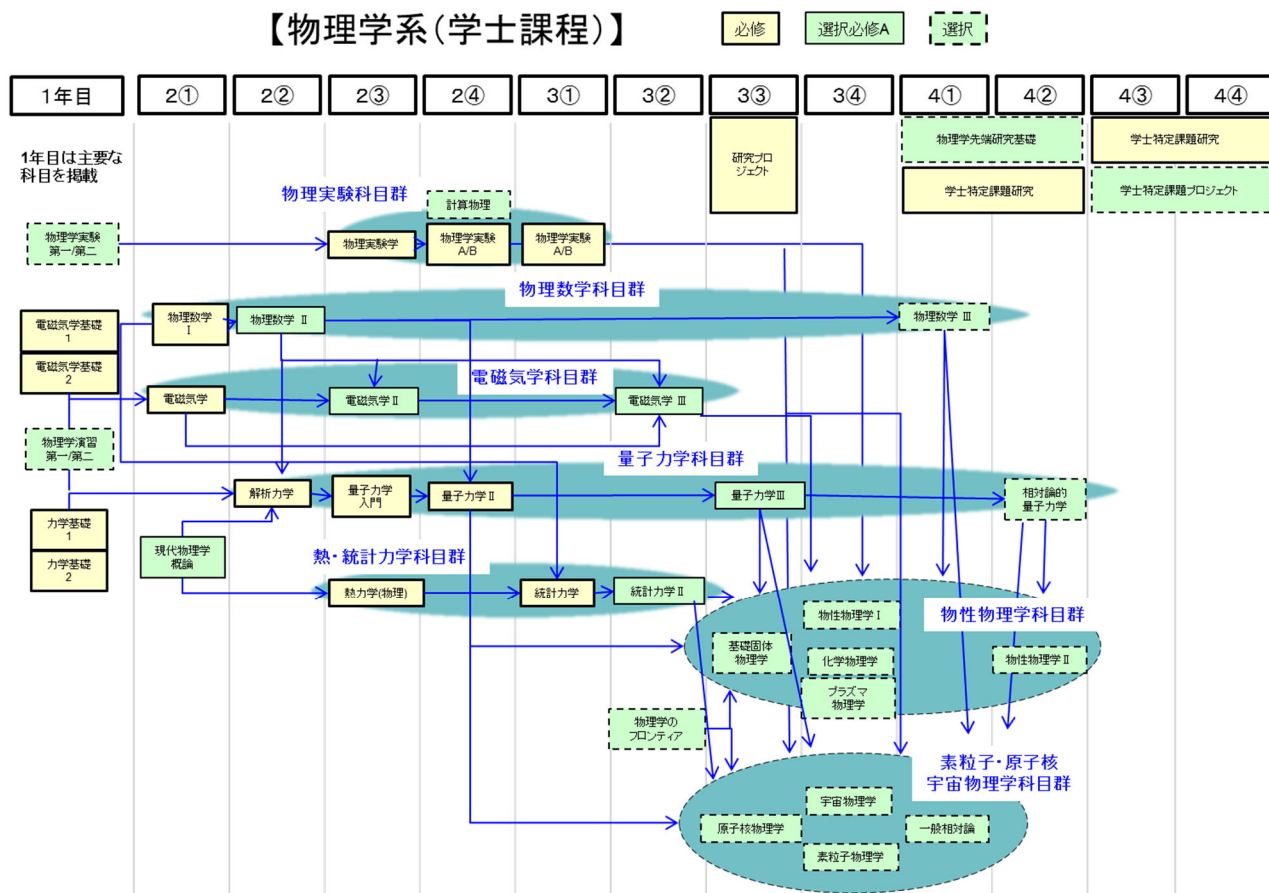 【物理学系(学士課程)】
必修
選択必修A
選択
1年目
2①
2②
2③
2④
3①
3②
3③
3④
4①
4②
4③
4④
1年目は主要な
科目を掲載
研究プロ
ジェクト
物理学先端研究基礎
学士特定課題研究
学士特定課題研究
学士特定課題プロジェクト
物理実験科目群
計算物理
物理学実験
第一/第二
物理実験学
物理学実験
A/B
物理学実験
A/B
物理数学科目群
電磁気学基礎
1
電磁気学基礎
2
物理数学
Ⅰ
物理数学 Ⅱ
物理数学 Ⅲ
電磁気学科目群
電磁気学
電磁気学Ⅱ
電磁気学 Ⅲ
物理学演習
第一/第二
量子力学科目群
解析力学
量子力学
入門
量子力学Ⅱ
量子力学Ⅲ
相対論的
量子力学
力学基礎
1
力学基礎
2
現代物理学
概論
熱・統計力学科目群
熱力学(物理)
統計力学
統計力学Ⅱ
物性物理学科目群
物性物理学Ⅰ
基礎固体
物理学
化学物理学
物性物理学Ⅱ
プラズマ
物理学
物理学の
フロンティア
素粒子・原子核
宇宙物理学科目群
宇宙物理学
原子核物理学
一般相対論
素粒子物理学